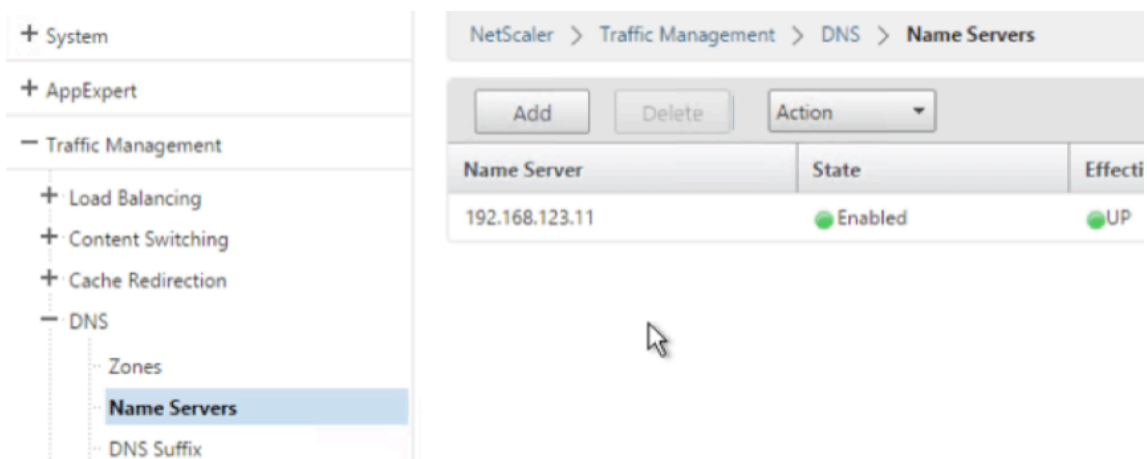 + System
+ AppExpert
− Traffic Management
+ Load Balancing
+ Content Switching
+ Cache Redirection
− DNS
Zones
Name Servers
DNS Suffix
NetScaler > Traffic Management > DNS > Name Servers
Add Delete Action
Name Server State Effecti
192.168.123.11 Enabled UP